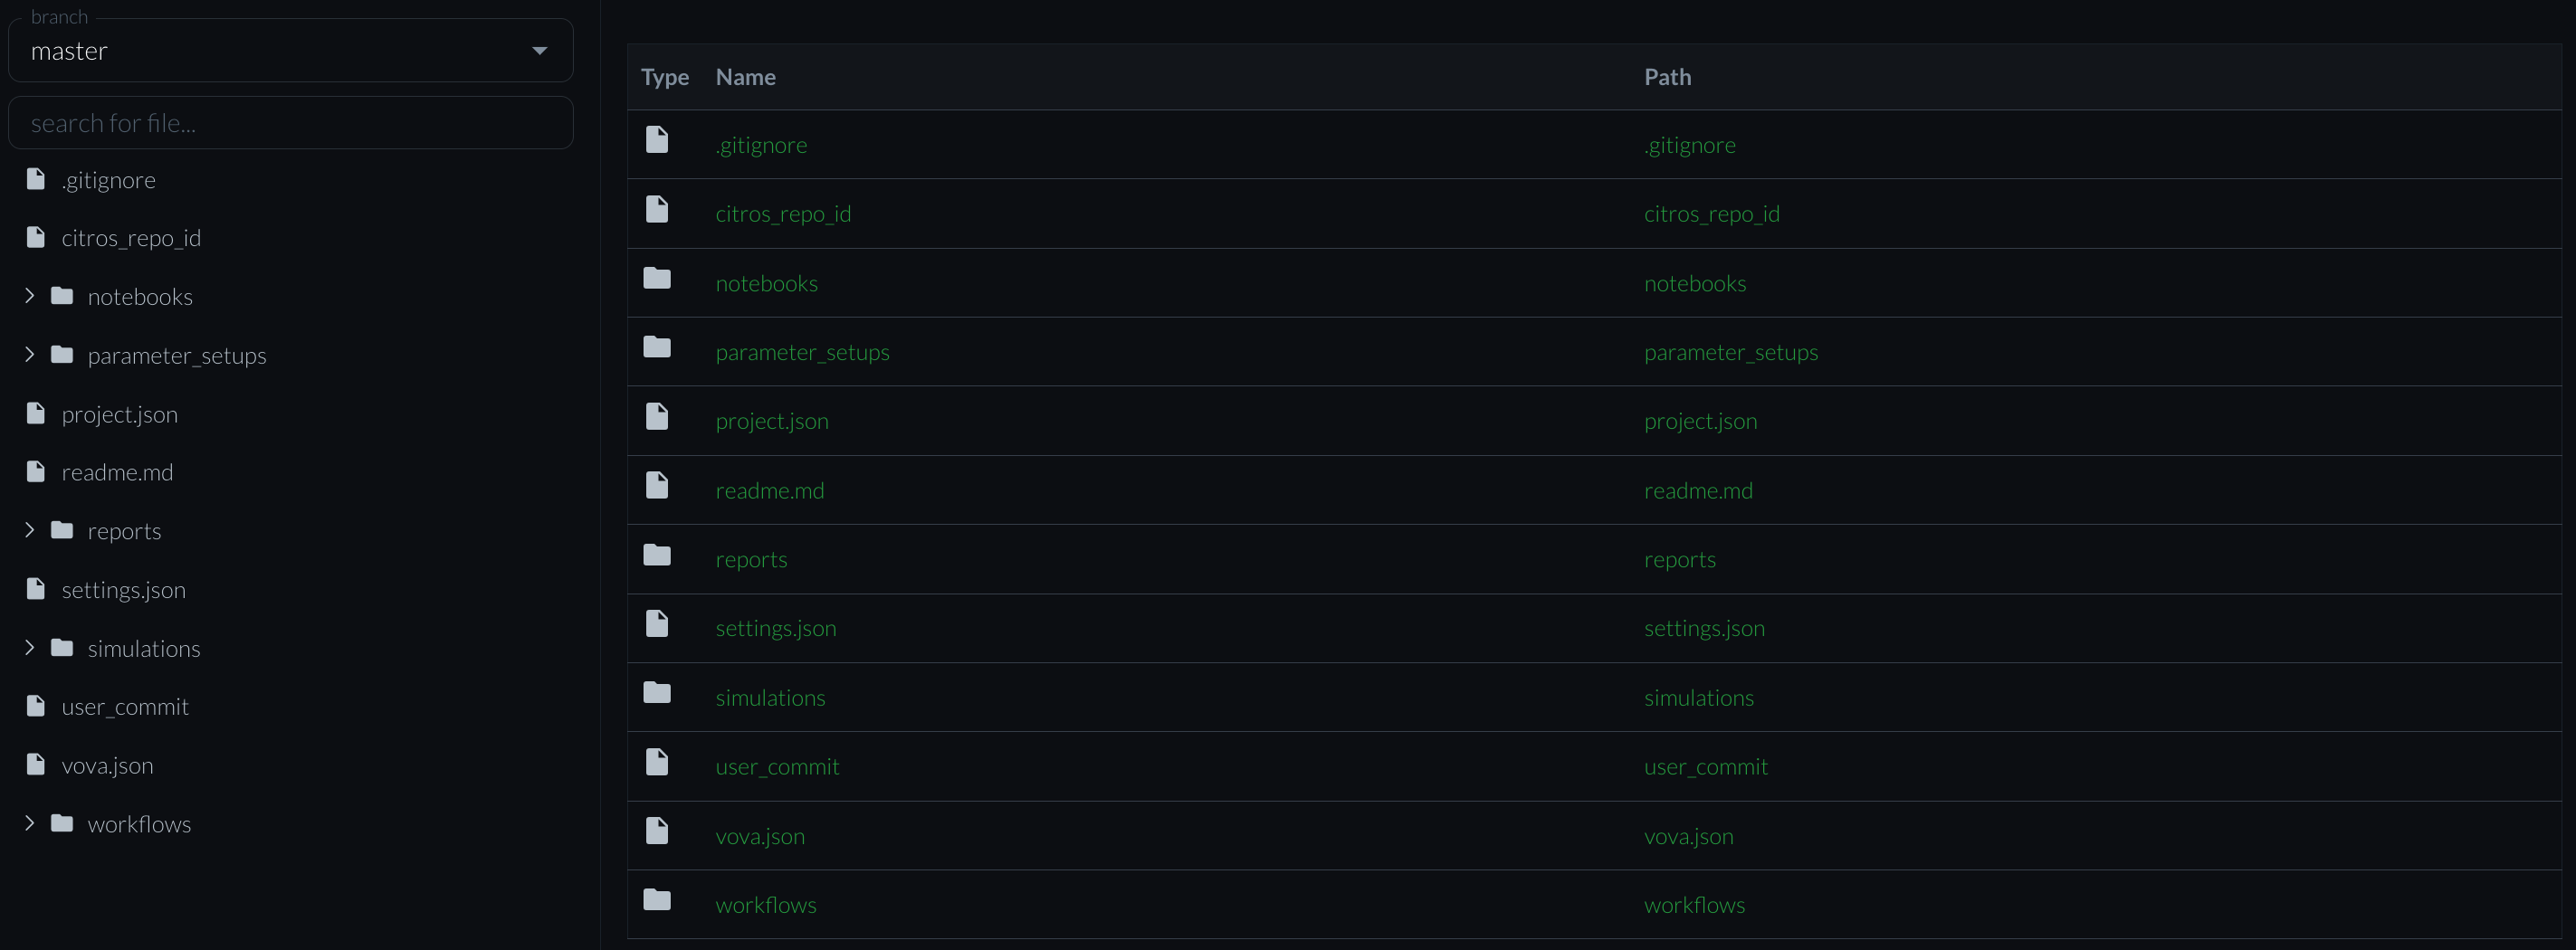 branch
master
search for file...
.gitignore
citros_repo_id
notebooks
parameter_setups
project.json
readme.md
reports
settings.json
simulations
user_commit
vova.json
workflows
Type Name Path
.gitignore .gitignore
citros_repo_id citros_repo_id
notebooks notebooks
parameter_setups parameter_setups
project.json project.json
readme.md readme.md
reports reports
settings.json settings.json
simulations simulations
user_commit user_commit
vova.json vova.json
workflows workflows